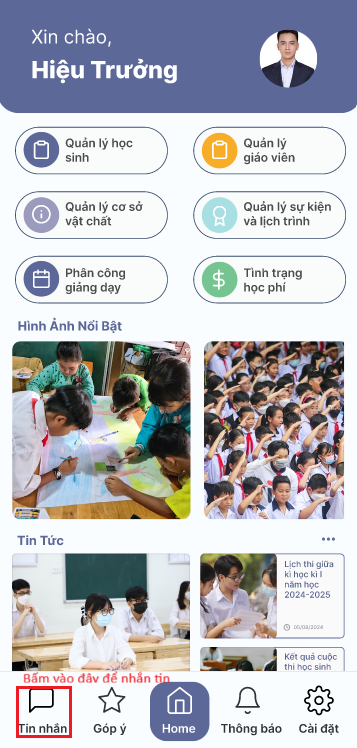 Xin chào,
Hiệu Trưởng
Quản lý học
sinh
Quản lý
giáo viên
Quản lý cơ sở
vật chất
Quản lý sự kiện
và lịch trình
Phân công
giảng dạy
Tình trạng
học phí
Hình Ảnh Nổi Bật
Tin Tức
Lịch thi giữa
kì học kì I
năm học
2024-2025
05/08/2024
Kết quả cuộc
thi học sinh
Bấm vào đây để nhắn tin
Tin nhắn
Góp ý
Home
Thông báo
Cài đặt